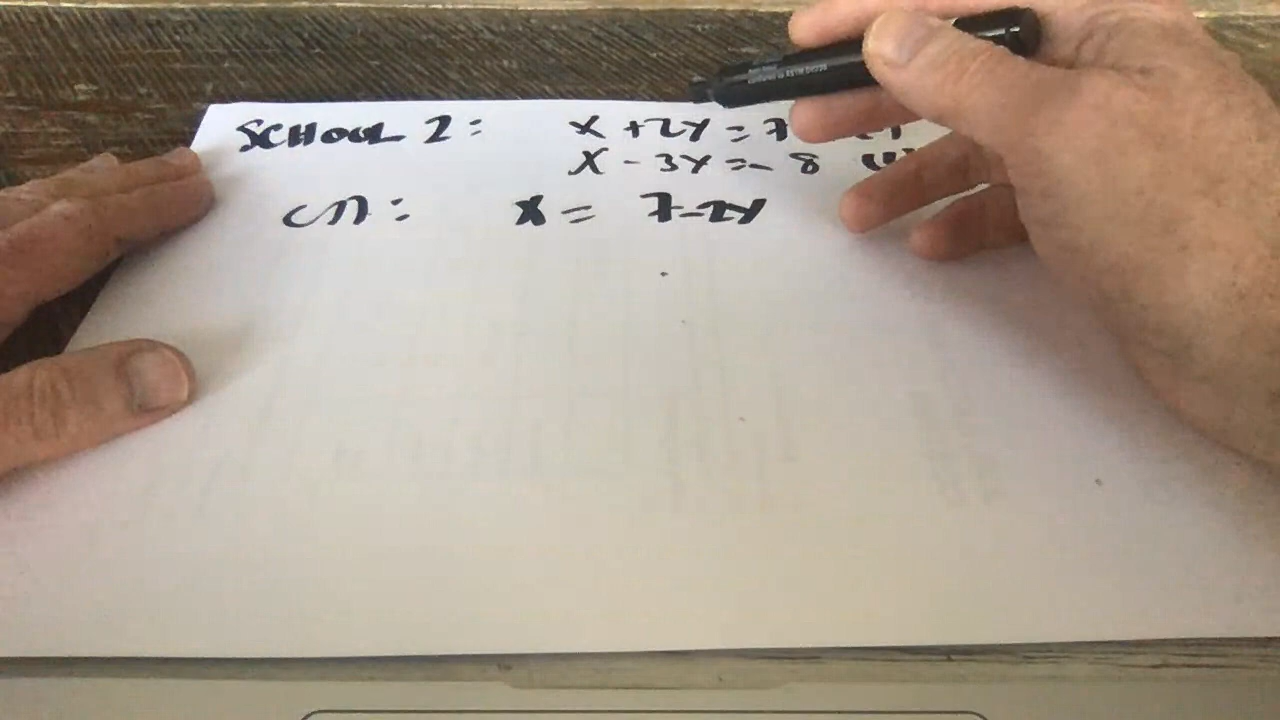 SCHOOL 2: x + 2y = 7
x - 3y = - 8
(1): x = 7-2y